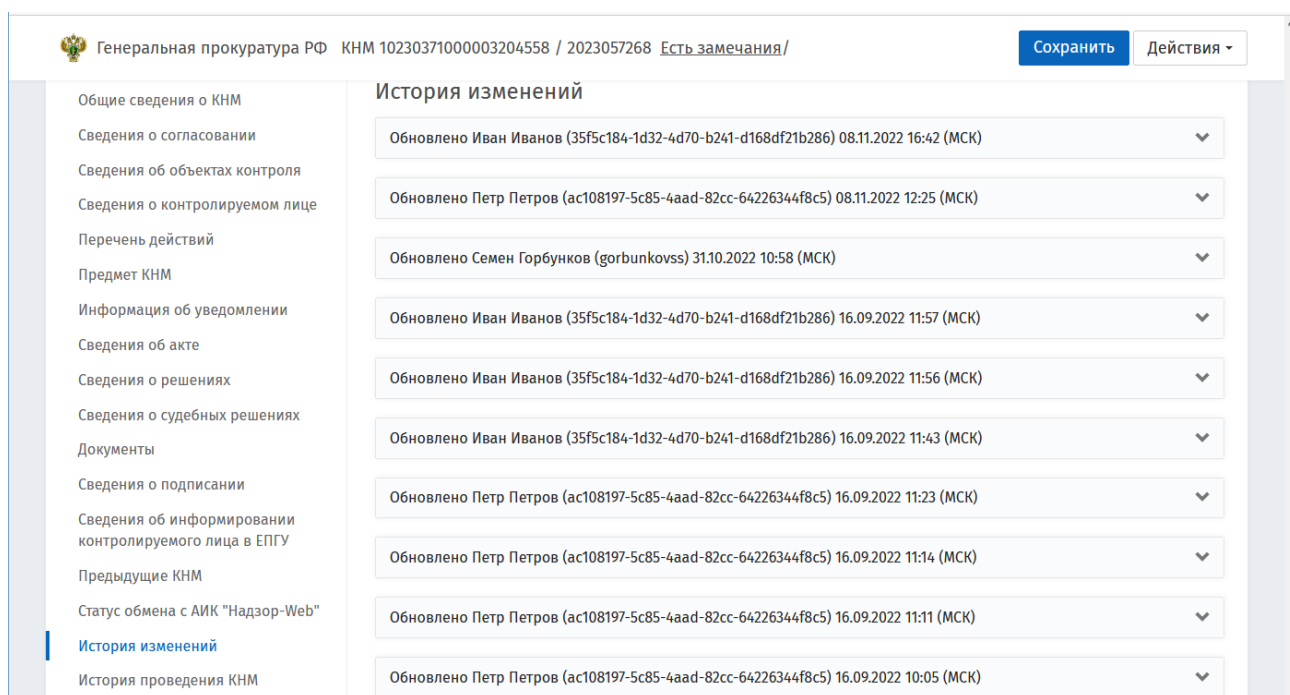 Генеральная прокуратура РФ КНМ 10230371000003204558 / 2023057268 Есть замечания/
Сохранить
Действия
Общие сведения о КНМ
Сведения о согласовании
Сведения об объектах контроля
Сведения о контролируемом лице
Перечень действий
Предмет КНМ
Информация об уведомлении
Сведения об акте
Сведения о решениях
Сведения о судебных решениях
Документы
Сведения о подписании
Сведения об информировании
контролируемого лица в ЕПГУ
Предыдущие КНМ
Статус обмена с АИК "Надзор-Web"
История изменений
История проведения КНМ
История изменений
Обновлено Иван Иванов (35f5c184-1d32-4d70-b241-d168df21b286) 08.11.2022 16:42 (МСК)
Обновлено Петр Петров (ac108197-5c85-4aad-82cc-64226344f8c5) 08.11.2022 12:25 (МСК)
Обновлено Семен Горбунков (gorbunkovss) 31.10.2022 10:58 (МСК)
Обновлено Иван Иванов (35f5c184-1d32-4d70-b241-d168df21b286) 16.09.2022 11:57 (МСК)
Обновлено Иван Иванов (35f5c184-1d32-4d70-b241-d168df21b286) 16.09.2022 11:56 (МСК)
Обновлено Иван Иванов (35f5c184-1d32-4d70-b241-d168df21b286) 16.09.2022 11:43 (МСК)
Обновлено Петр Петров (ac108197-5c85-4aad-82cc-64226344f8c5) 16.09.2022 11:23 (МСК)
Обновлено Петр Петров (ac108197-5c85-4aad-82cc-64226344f8c5) 16.09.2022 11:14 (МСК)
Обновлено Петр Петров (ac108197-5c85-4aad-82cc-64226344f8c5) 16.09.2022 11:11 (МСК)
Обновлено Петр Петров (ac108197-5c85-4aad-82cc-64226344f8c5) 16.09.2022 10:05 (МСК)